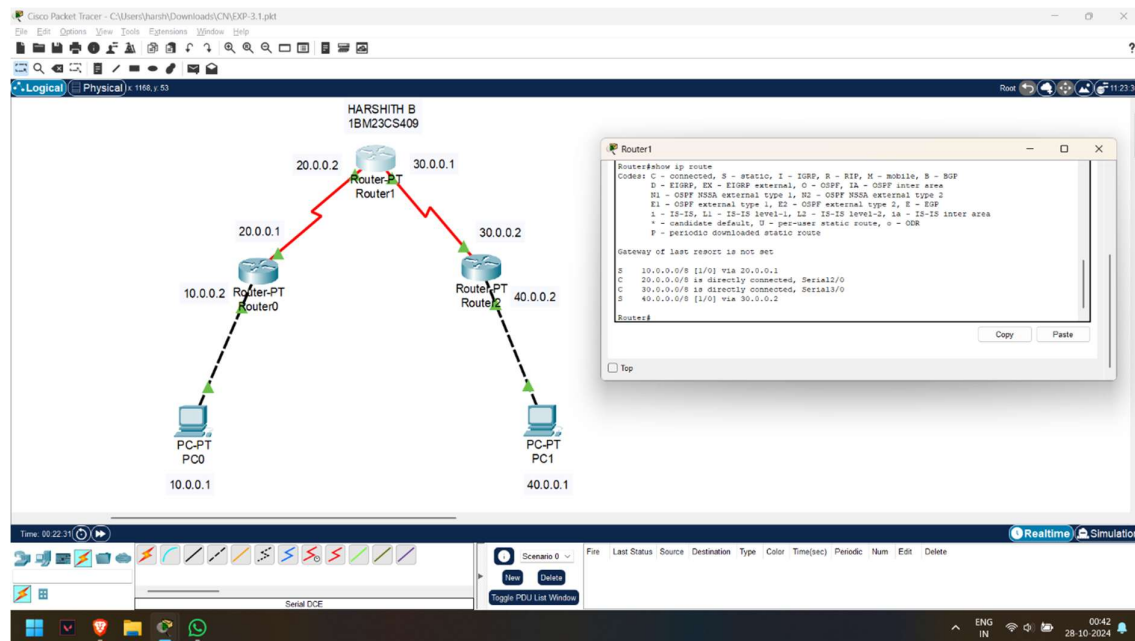 Cisco Packet Tracer - C:\Users\harsh\Downloads\CN\EXP-3.1.pkt
File Edit Options View Tools Extensions Window Help
?
Logical Physical x: 1168, y: 53
Root 11:23:3
HARSHITH B
1BM23CS409
20.0.0.2
30.0.0.1
Router-PT
Router1
20.0.0.1
30.0.0.2
10.0.0.2
Router-PT
Router0
Router-PT
Router2
40.0.0.2
PC-PT
PC0
PC-PT
PC1
10.0.0.1
40.0.0.1
Router1
Router#show ip route
Codes: C - connected, S - static, I - IGRP, R - RIP, M - mobile, B - BGP
D - EIGRP, EX - EIGRP external, O - OSPF, IA - OSPF inter area
N1 - OSPF NSSA external type 1, N2 - OSPF NSSA external type 2
E1 - OSPF external type 1, E2 - OSPF external type 2, E - EGP
i - IS-IS, L1 - IS-IS level-1, L2 - IS-IS level-2, ia - IS-IS inter area
* - candidate default, U - per-user static route, o - ODR
P - periodic downloaded static route
Gateway of last resort is not set
S 10.0.0.0/8 [1/0] via 20.0.0.1
C 20.0.0.0/8 is directly connected, Serial2/0
C 30.0.0.0/8 is directly connected, Serial3/0
S 40.0.0.0/8 [1/0] via 30.0.0.2
Router#
Copy Paste
Top
Time: 00:22:31
Realtime Simulation
Scenario 0
New Delete
Toggle PDU List Window
Fire Last Status Source Destination Type Color Time(sec) Periodic Num Edit Delete
Serial DCE
ENG
IN
00:42
28-10-2024